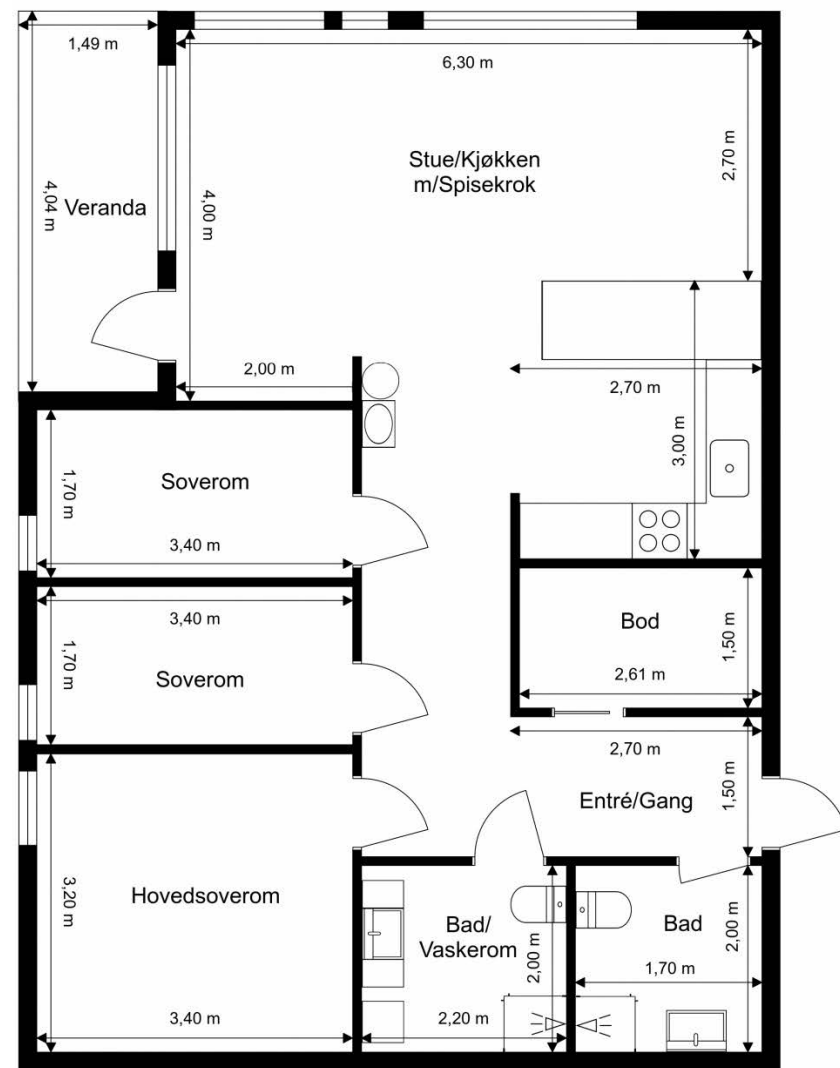 1,49 m
6,30 m
2,70 m
Stue/Kjøkken
m/Spisekrok
4,04 m
Veranda
4,00 m
2,00 m
2,70 m
3,00 m
1,70 m
Soverom
3,40 m
3,40 m
1,70 m
Soverom
Bod
1,50 m
2,61 m
2,70 m
Entré/Gang
1,50 m
Hovedsoverom
3,20 m
3,40 m
Bad/
Vaskerom
2,00 m
2,20 m
Bad
2,00 m
1,70 m